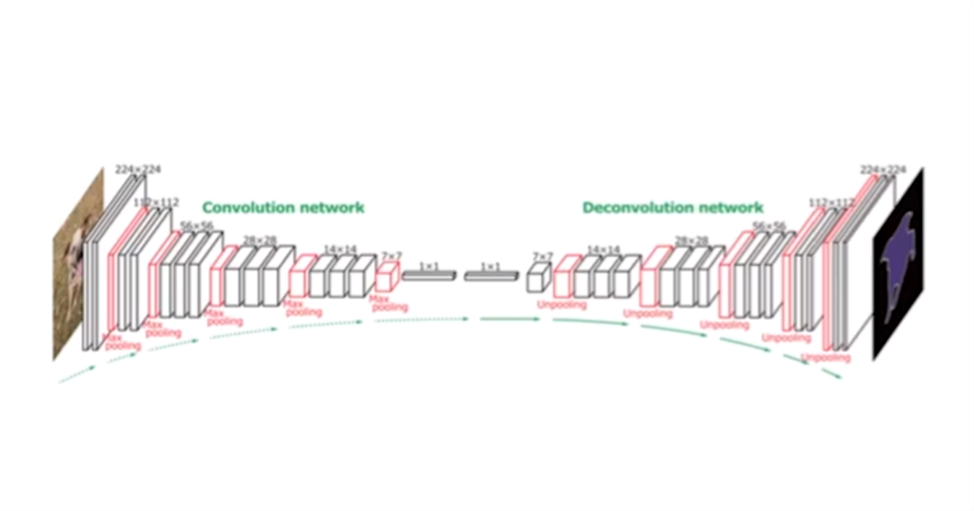 224×224
112×112
56×56
28×28
14×14
7×7
1×1
1×1
7×7
14×14
28×28
56×56
112×112
224×224
Convolution network
Deconvolution network
Max
pooling
Max
pooling
Max
pooling
Max
pooling
Max
pooling
Unpooling
Unpooling
Unpooling
Unpooling
Unpooling